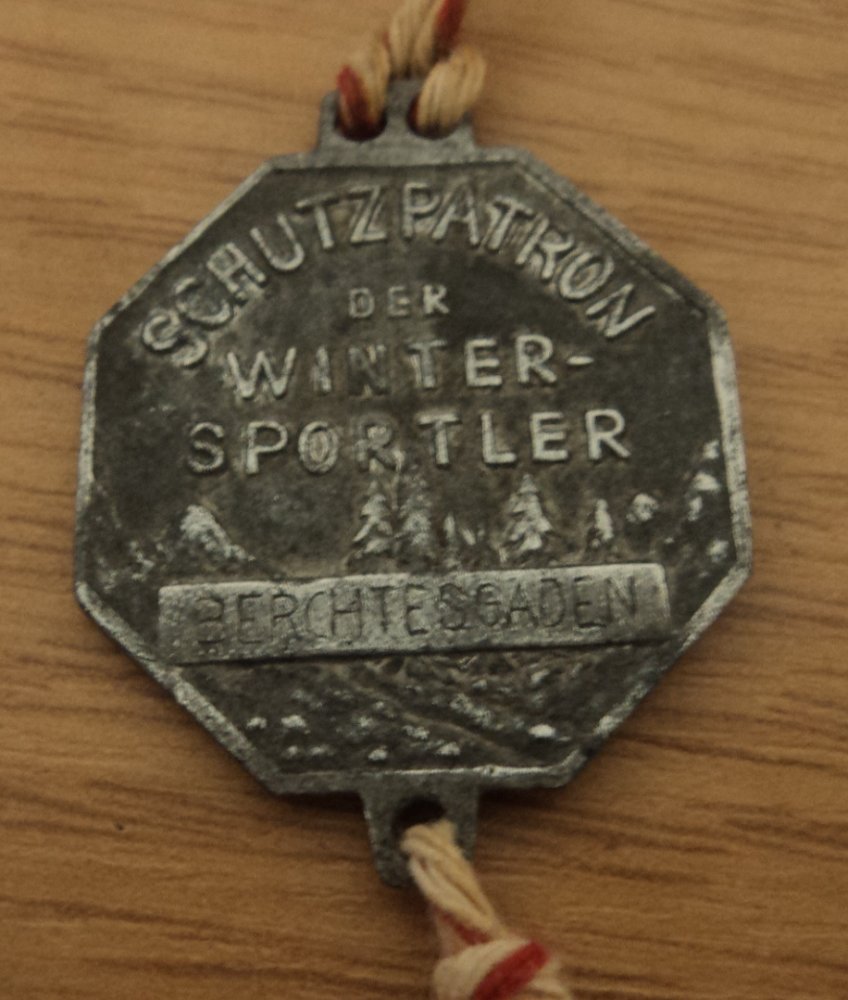 SCHUTZPATRON
DER
WINTER-
SPORTLER
BERCHTESGADEN